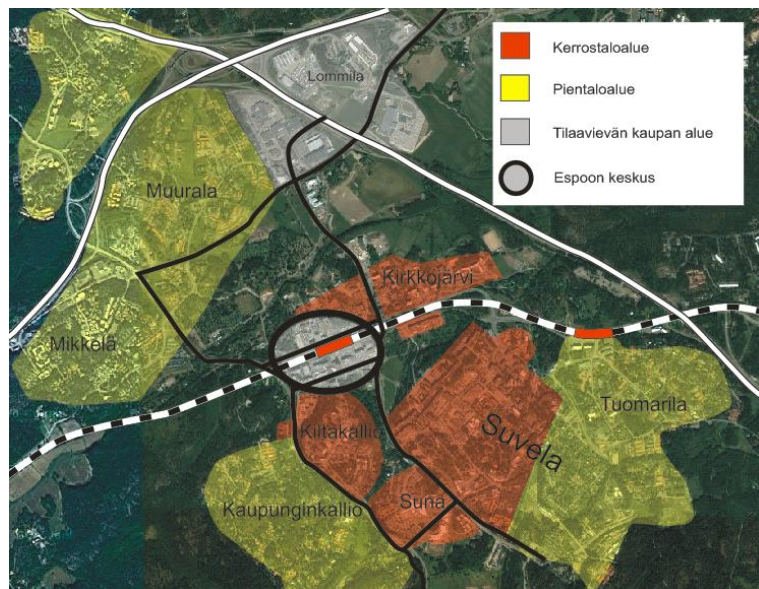 Kerrostaloalue
Pientaloalue
Tilaavievän kaupan alue
Espoon keskus
Lommila
Muurala
Kirkkojärvi
Mikkelä
Tuomarila
Kiltakallio
Suvela
Suna
Kaupunginkallio